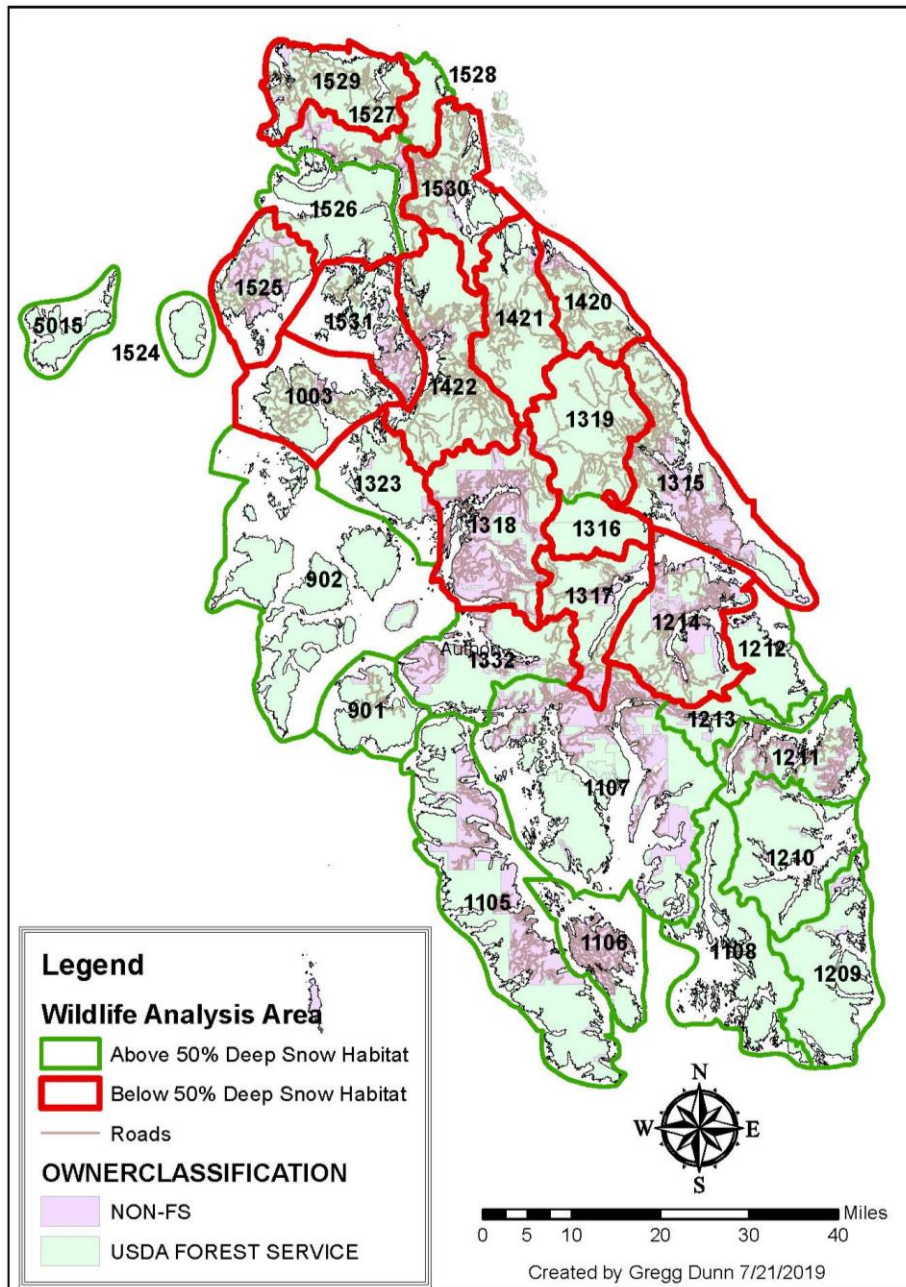 1528
1529
1527
1530
1526
1525
1531
1420
1421
5015
1524
1422
1003
1319
1323
1315
1318
1316
902
1317
1214
1212
1332
901
1213
1211
1107
1210
1105
1106
1108
1209
Legend
Wildlife Analysis Area
Above 50% Deep Snow Habitat
Below 50% Deep Snow Habitat
Roads
OWNERCLASSIFICATION
NON-FS
USDA FOREST SERVICE
N
W E
S
Miles
0 5 10 20 30 40
Created by Gregg Dunn 7/21/2019